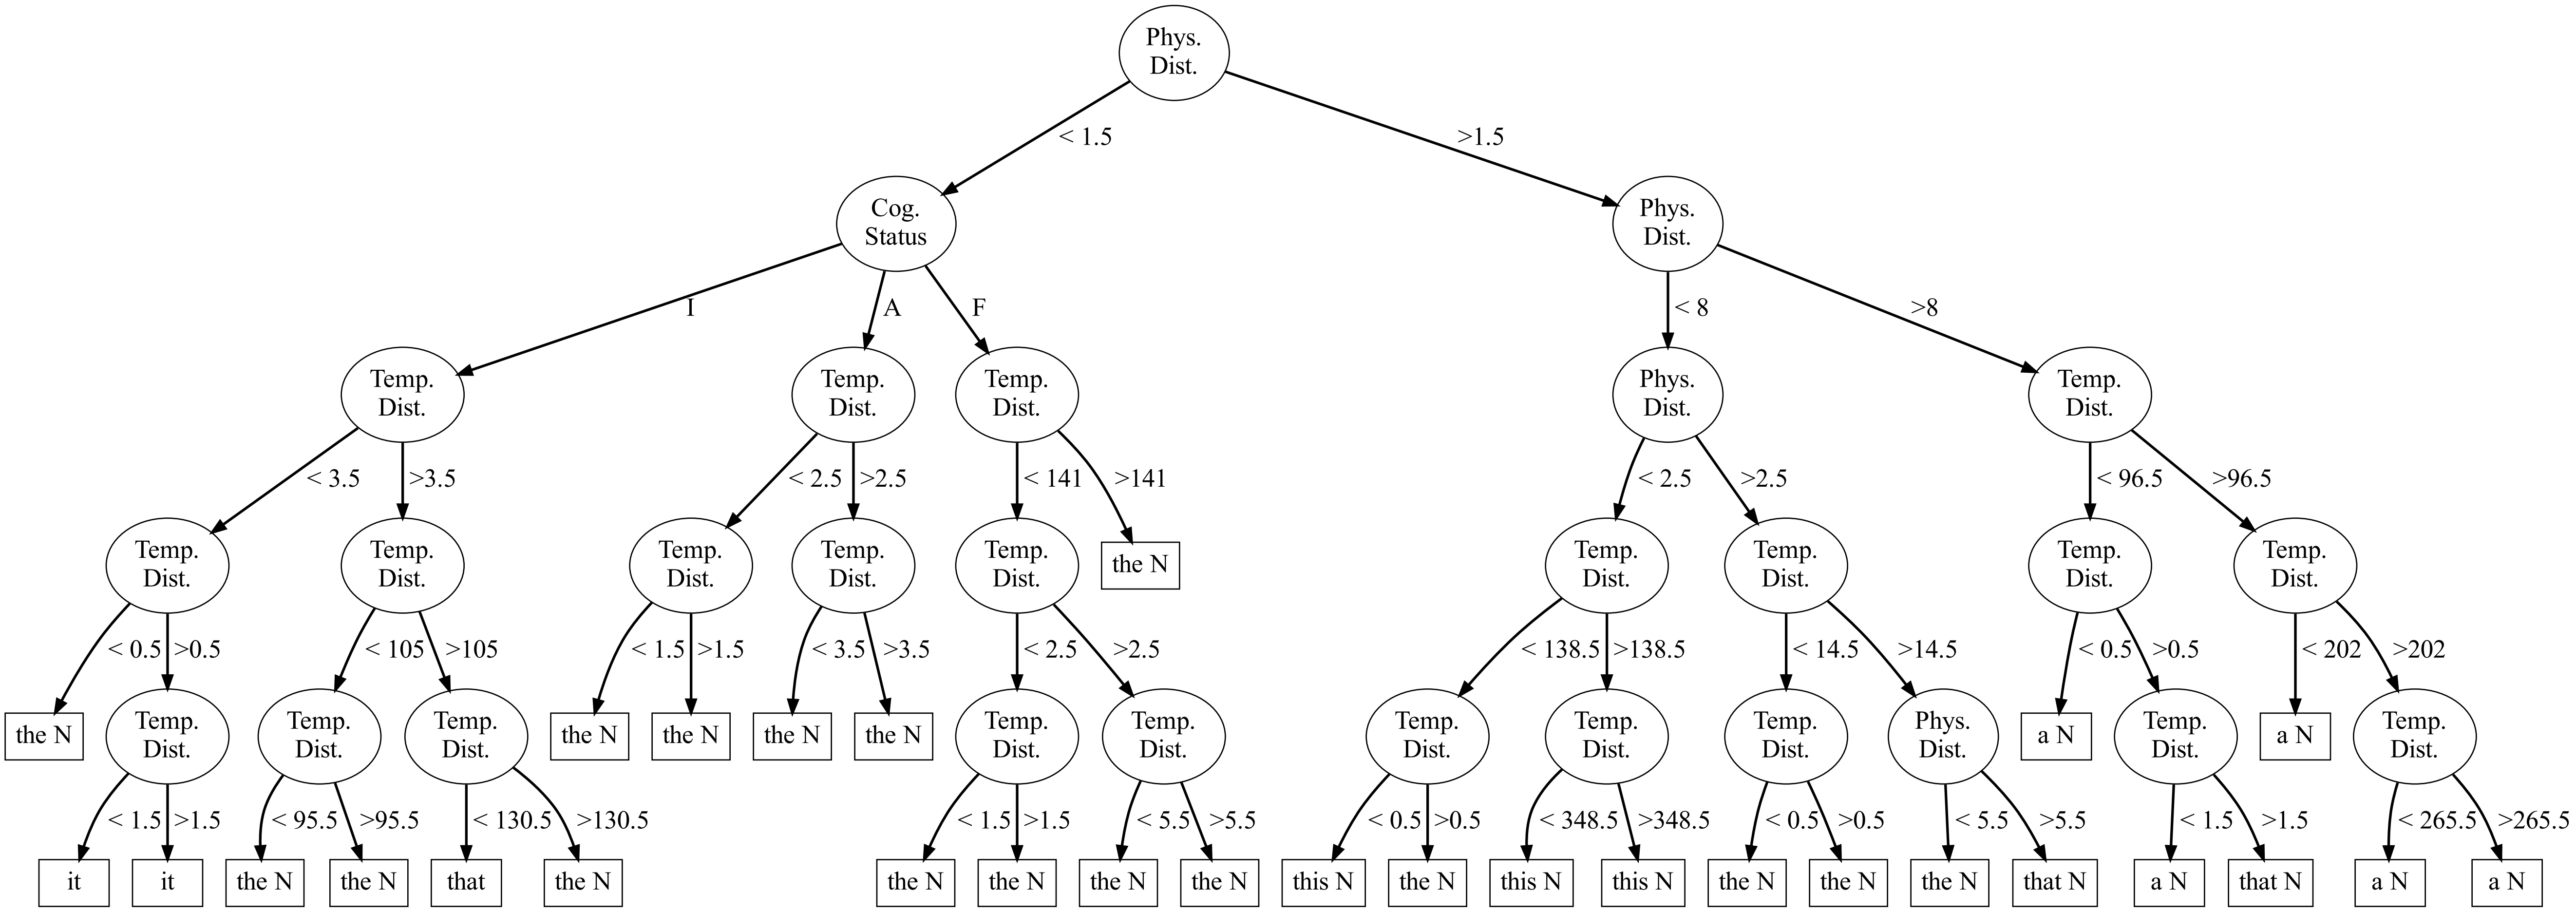 Phys.
Dist.
< 1.5
>1.5
Cog.
Status
Phys.
Dist.
I
A
F
< 8
>8
Temp.
Dist.
Temp.
Dist.
Temp.
Dist.
Phys.
Dist.
Temp.
Dist.
< 3.5
>3.5
< 2.5
>2.5
< 141
>141
< 2.5
>2.5
< 96.5
>96.5
Temp.
Dist.
Temp.
Dist.
Temp.
Dist.
Temp.
Dist.
Temp.
Dist.
the N
Temp.
Dist.
Temp.
Dist.
Temp.
Dist.
Temp.
Dist.
< 0.5
>0.5
< 105
>105
< 1.5
>1.5
< 3.5
>3.5
< 2.5
>2.5
< 138.5
>138.5
< 14.5
>14.5
< 0.5
>0.5
< 202
>202
the N
Temp.
Dist.
Temp.
Dist.
Temp.
Dist.
the N
the N
the N
the N
Temp.
Dist.
Temp.
Dist.
Temp.
Dist.
Temp.
Dist.
Temp.
Dist.
Phys.
Dist.
a N
Temp.
Dist.
a N
Temp.
Dist.
< 1.5
>1.5
< 95.5
>95.5
< 130.5
>130.5
< 1.5
>1.5
< 5.5
>5.5
< 0.5
>0.5
< 348.5
>348.5
< 0.5
>0.5
< 5.5
>5.5
< 1.5
>1.5
< 265.5
>265.5
it
it
the N
the N
that
the N
the N
the N
the N
the N
this N
the N
this N
this N
the N
the N
the N
that N
a N
that N
a N
a N